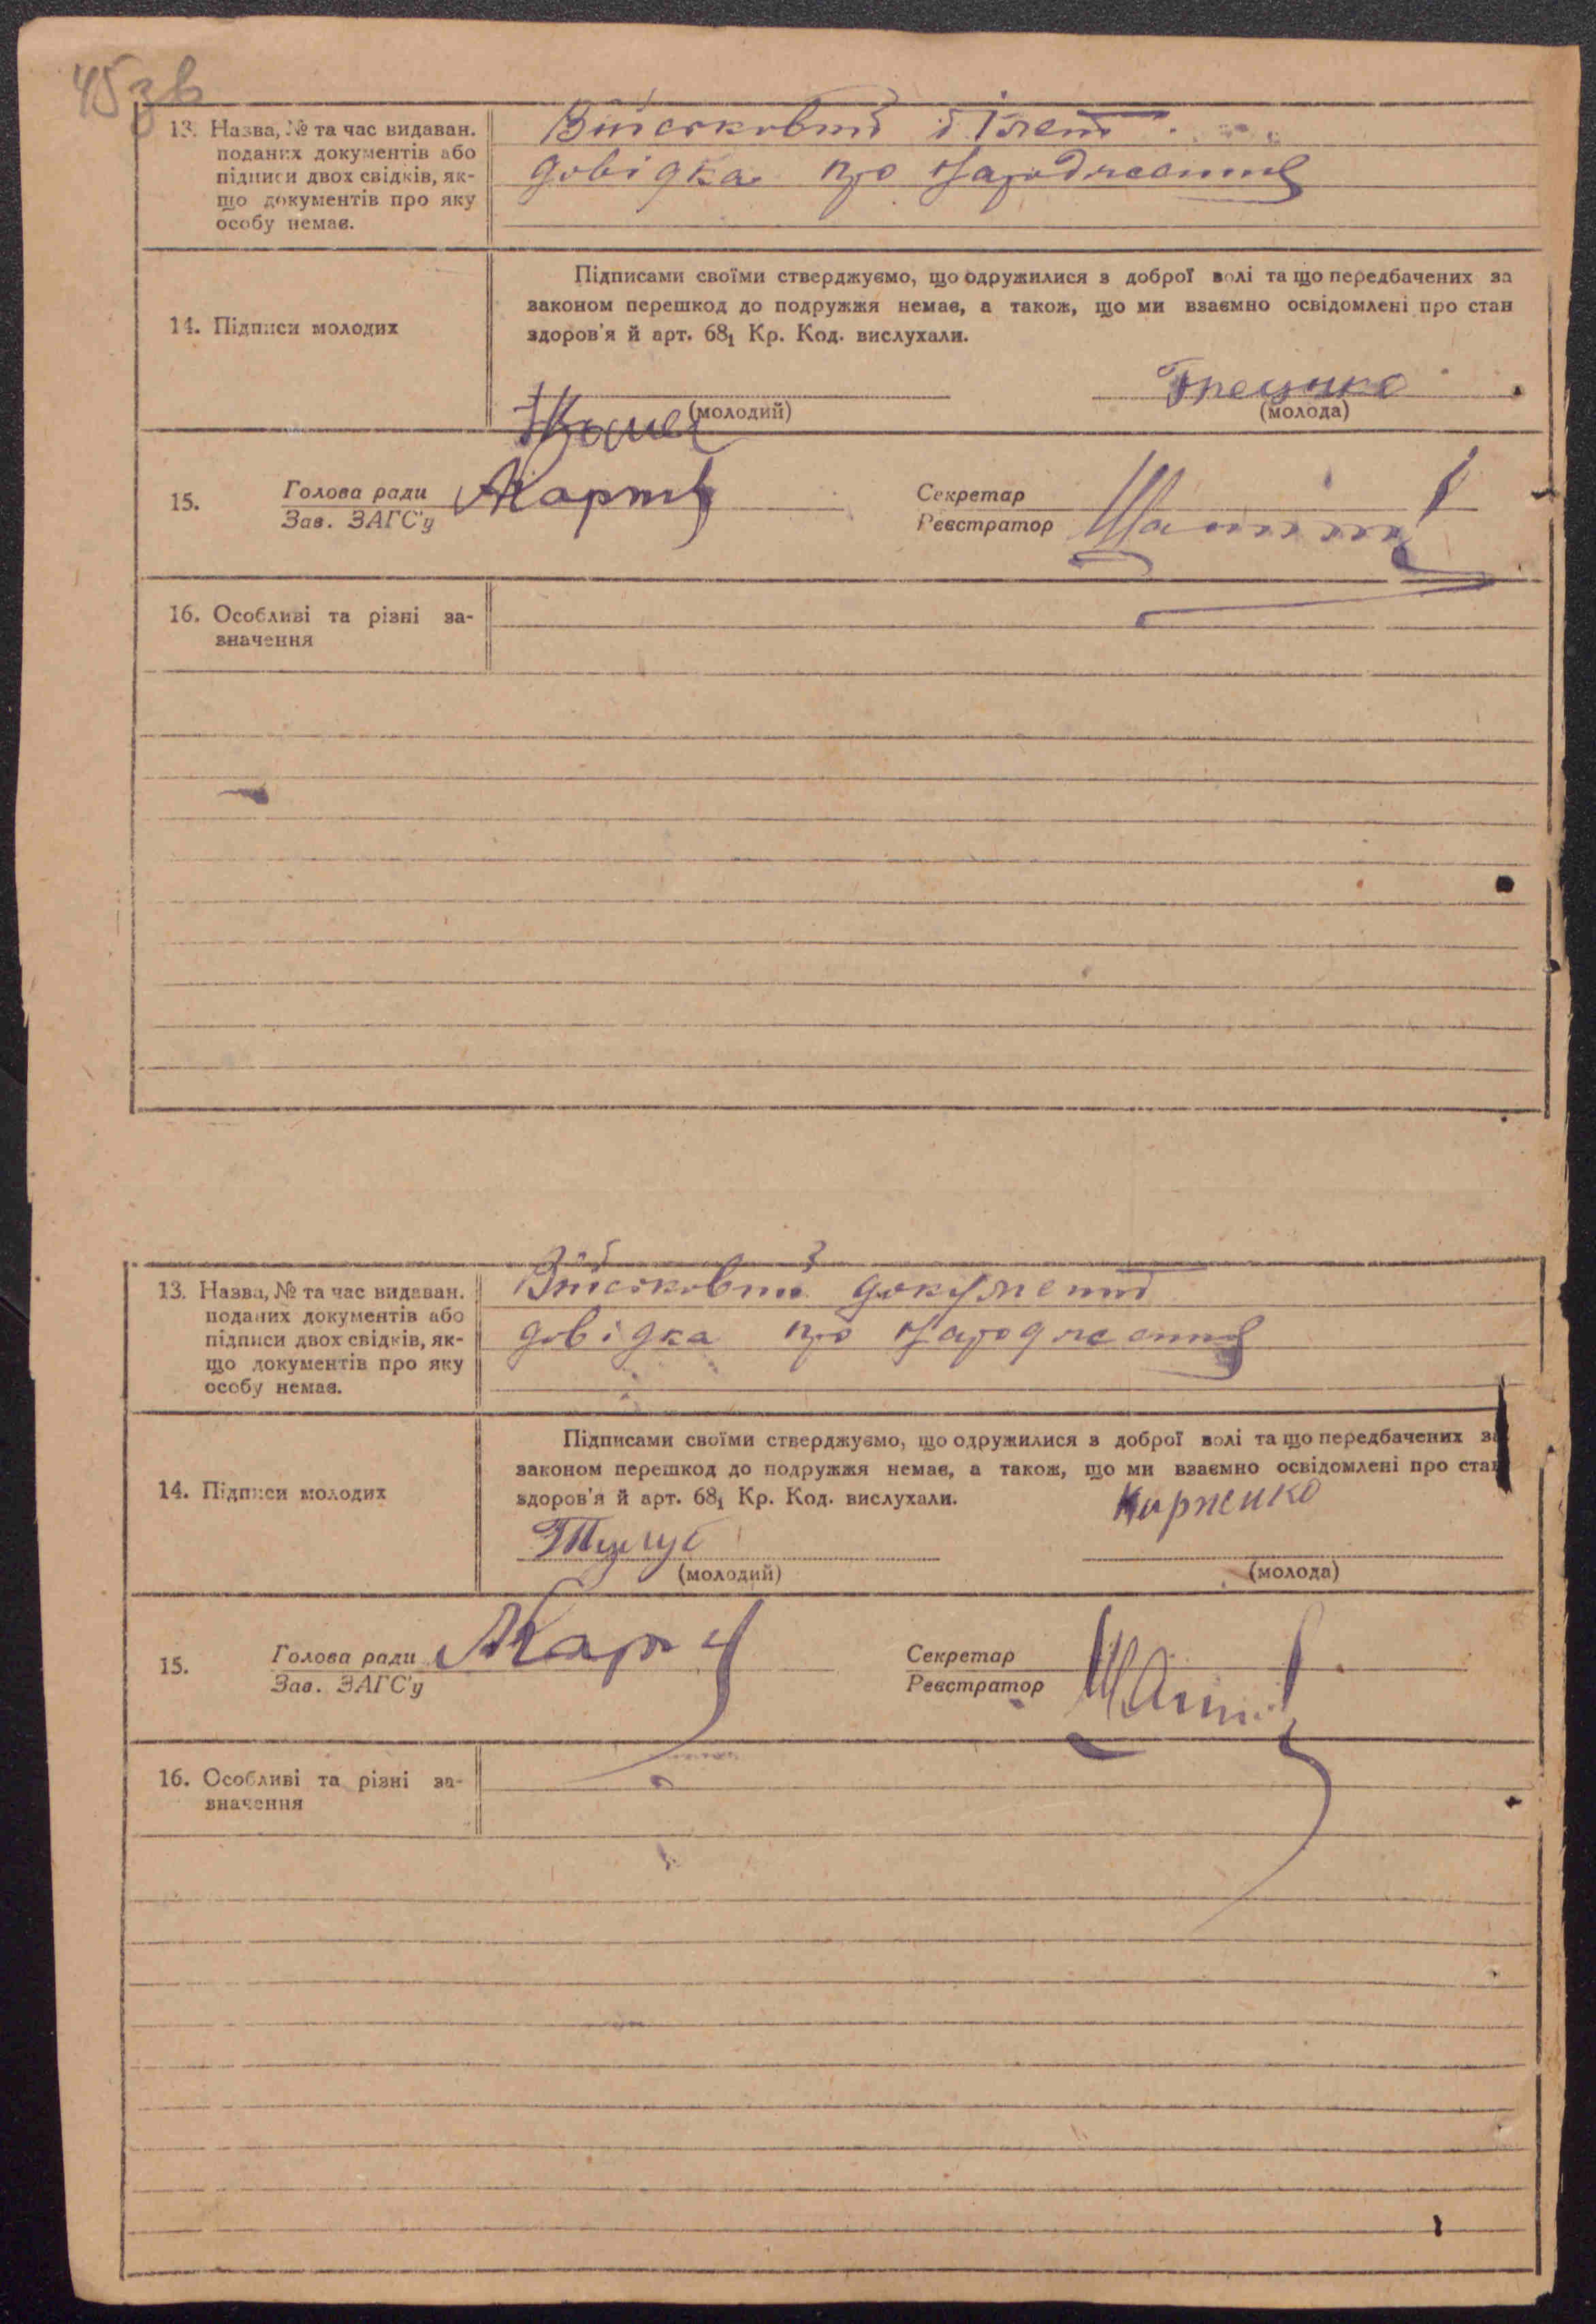 45 зв
13. Назва, № та час видаван.
поданих документів або
підписи двох свідків, як-
що документів про яку
особу немає.
Військовий білет
довідка про народження
14. Підписи молодих
Підписами своїми стверджуємо, що одружилися з доброї волі та що передбачених за
законом перешкод до подружжя немає, а також, що ми взаємно освідомлені про стан
здоров'я й арт. 68₁ Кр. Код. вислухали.
(молодий)
(молода)
15.
Голова ради
Зав. ЗАГС'у
Секретар
Реєстратор
16. Особливі та різні за-
значення
13. Назва, № та час видаван.
поданих документів або
підписи двох свідків, як-
що документів про яку
особу немає.
Військовий документ
довідка про народження
14. Підписи молодих
Підписами своїми стверджуємо, що одружилися з доброї волі та що передбачених за
законом перешкод до подружжя немає, а також, що ми взаємно освідомлені про стан
здоров'я й арт. 68₁ Кр. Код. вислухали.
(молодий)
(молода)
15.
Голова ради
Зав. ЗАГС'у
Секретар
Реєстратор
16. Особливі та різні за-
значення